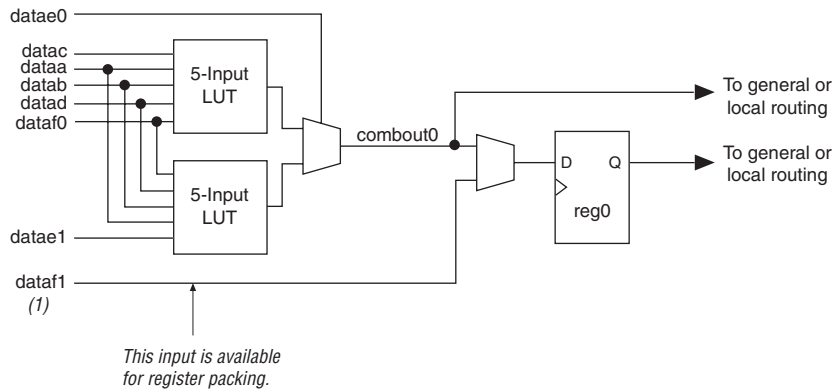 datae0
datac
dataa
datab
datad
dataf0
5-Input
LUT
5-Input
LUT
combout0
D Q
reg0
To general or
local routing
To general or
local routing
datae1
dataf1
(1)
This input is available
for register packing.